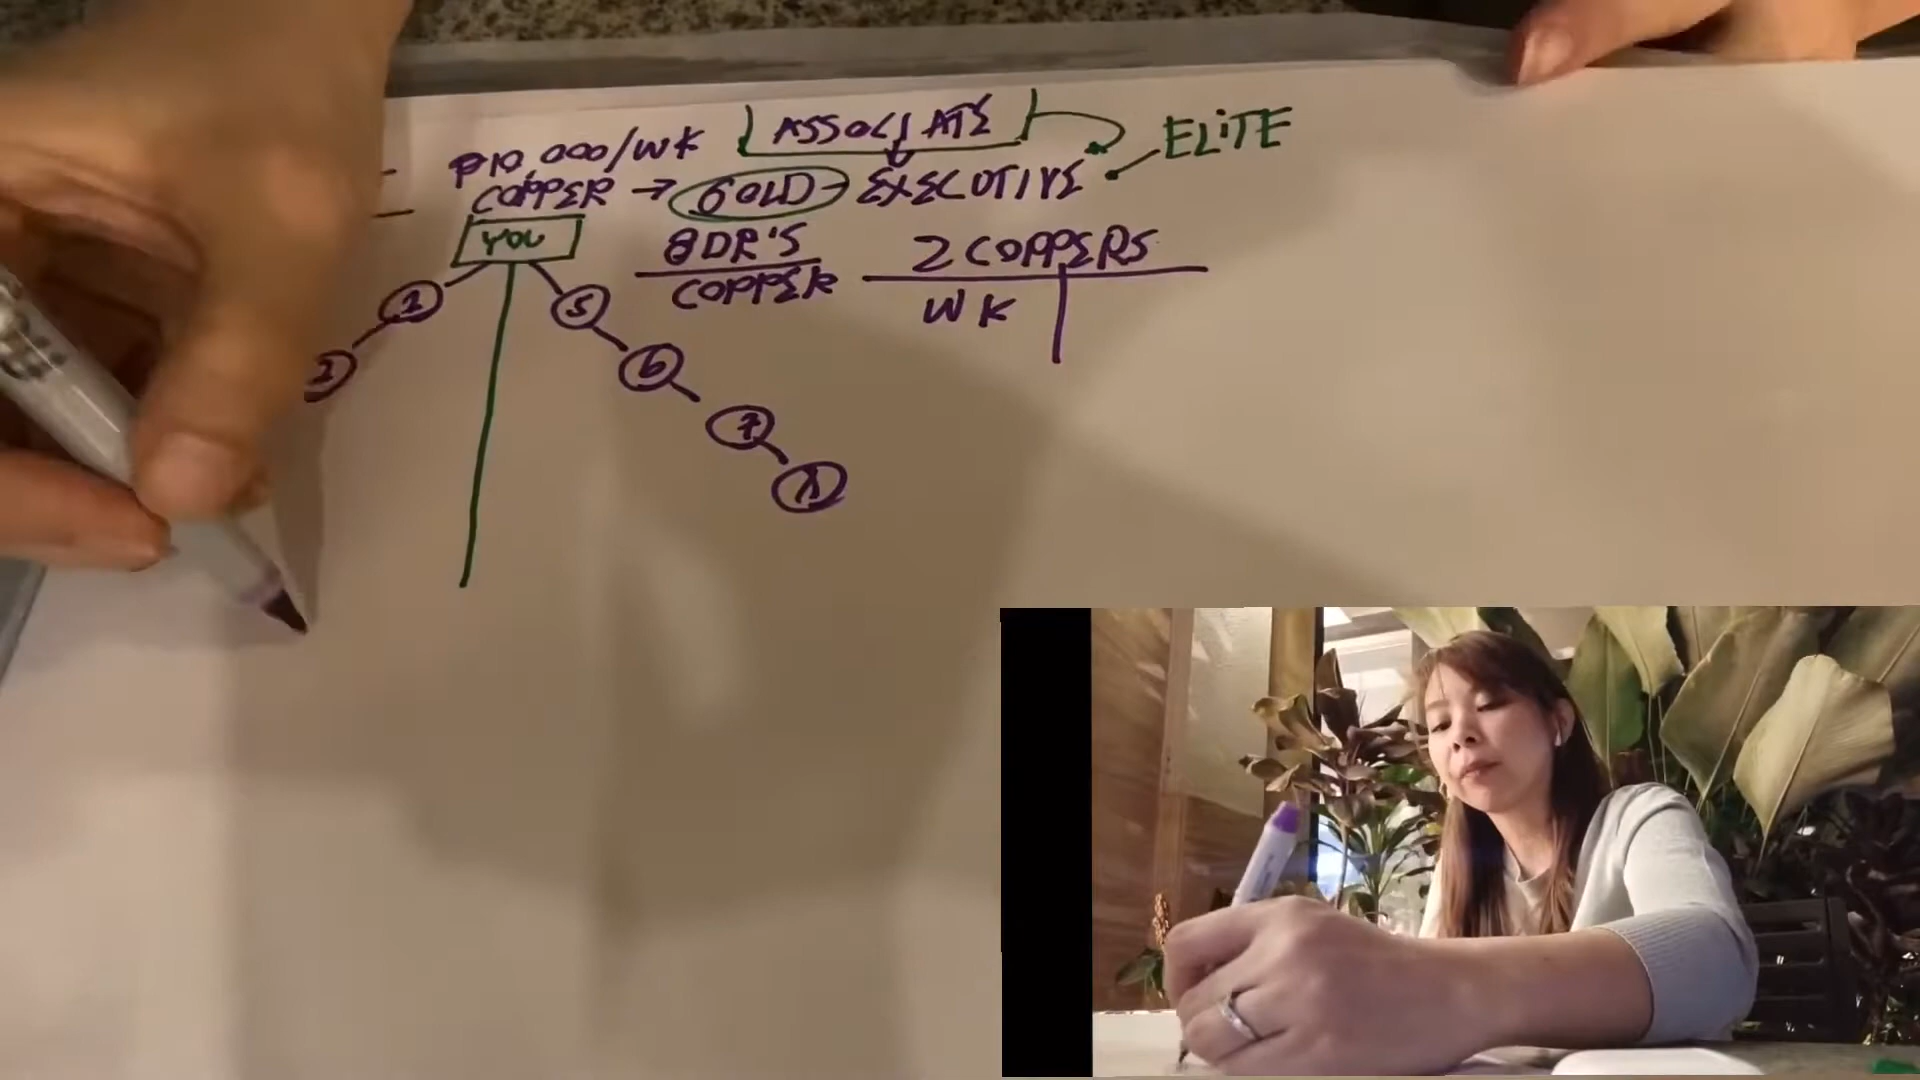 ASSOCIATE
₱10,000/WK
ELITE
COPPER → GOLD → EXECUTIVE
YOU
8DR'S
2 COPPERS
COPPER
WK
1
5
2
6
7